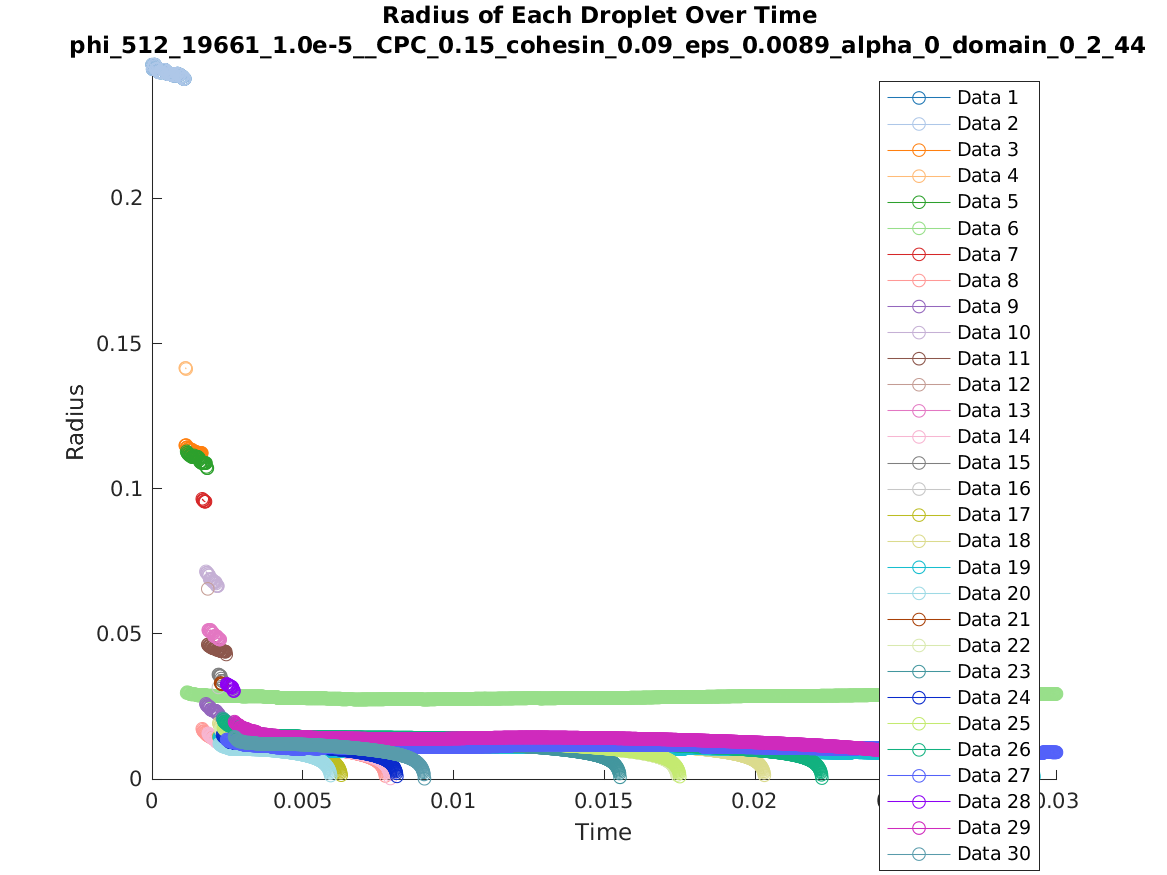 Radius of Each Droplet Over Time
phi_512_19661_1.0e-5__CPC_0.15_cohesin_0.09_eps_0.0089_alpha_0_domain_0_2_44
Radius
0.2
0.15
0.1
0.05
0
0
0.005
0.01
0.015
0.02
0.03
Time
Data 1
Data 2
Data 3
Data 4
Data 5
Data 6
Data 7
Data 8
Data 9
Data 10
Data 11
Data 12
Data 13
Data 14
Data 15
Data 16
Data 17
Data 18
Data 19
Data 20
Data 21
Data 22
Data 23
Data 24
Data 25
Data 26
Data 27
Data 28
Data 29
Data 30